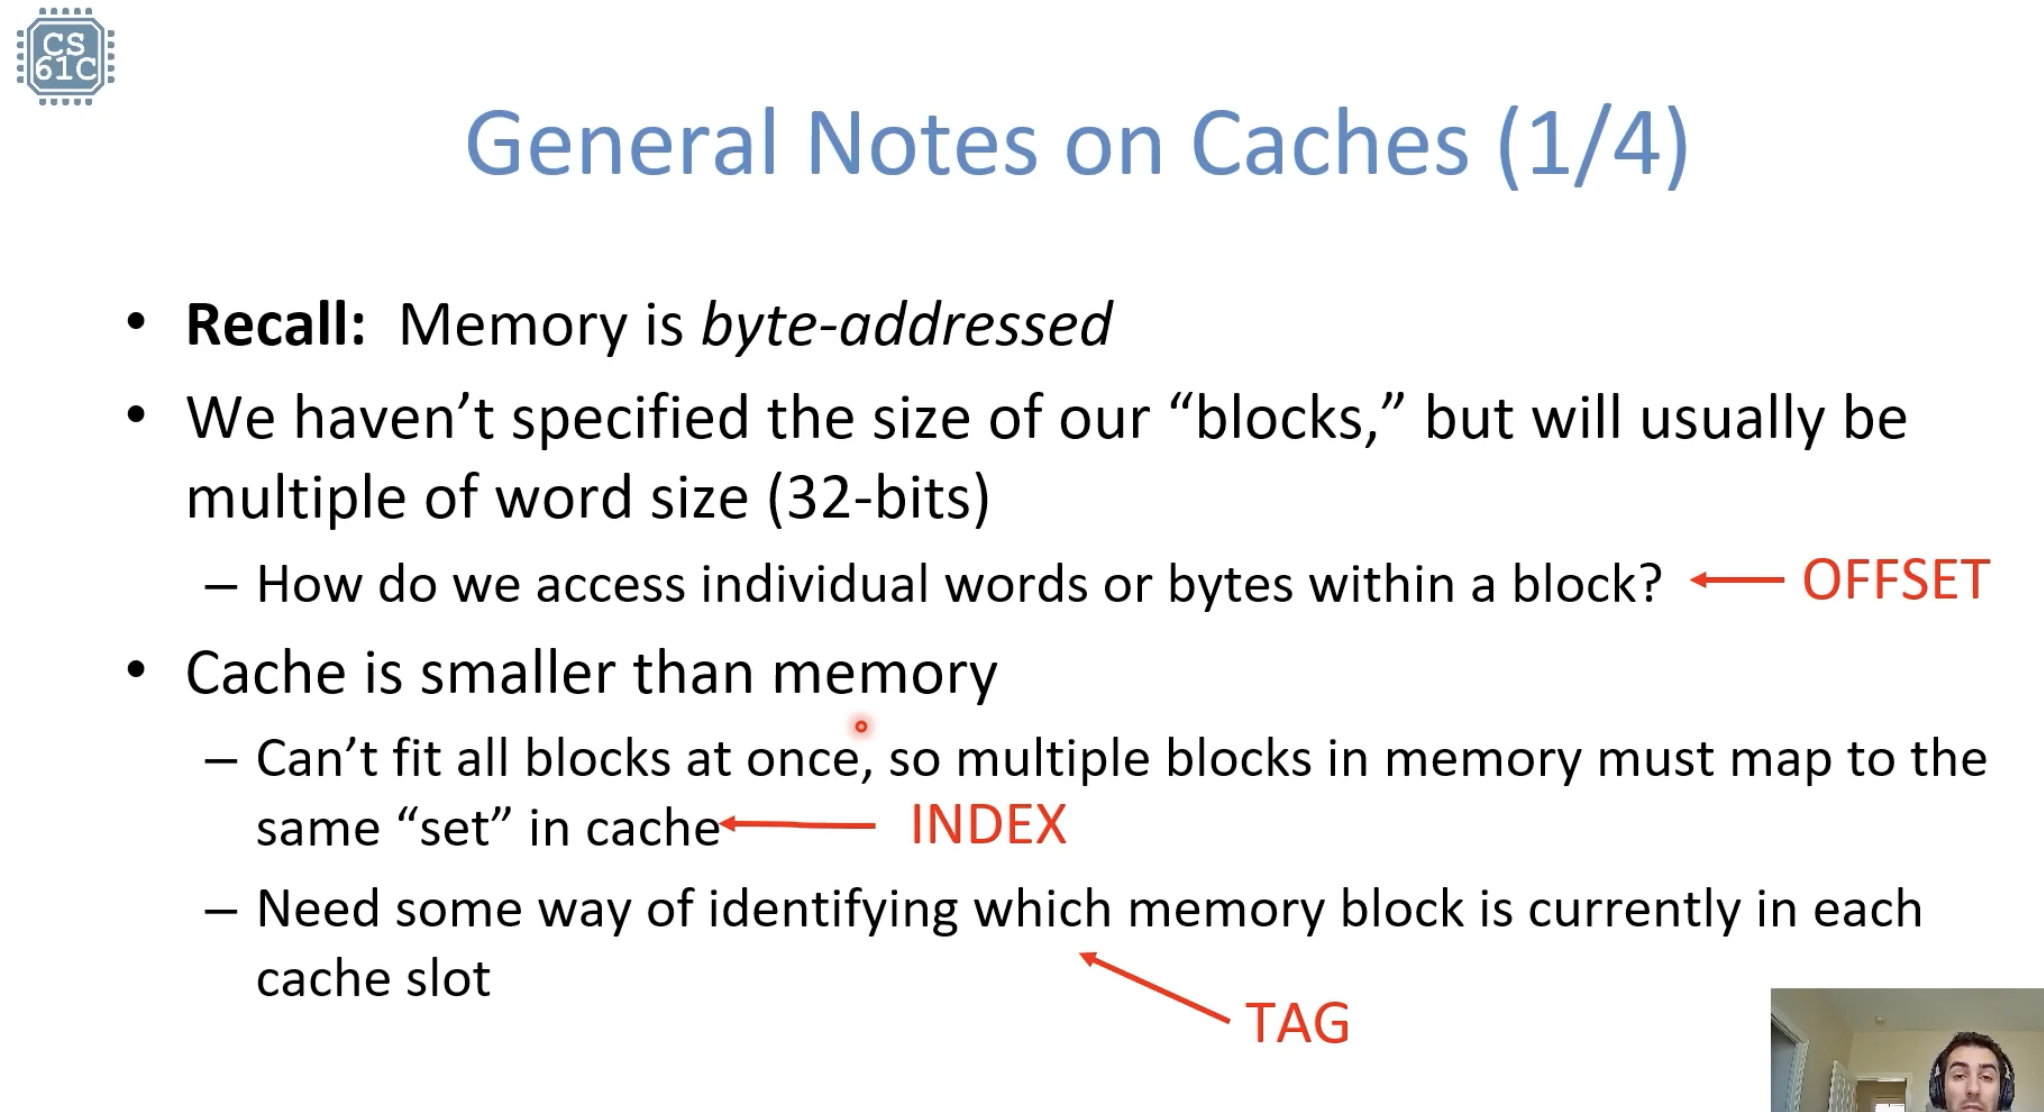 CS
61C
General Notes on Caches (1/4)
• Recall: Memory is byte-addressed
• We haven’t specified the size of our “blocks,” but will usually be
multiple of word size (32-bits)
– How do we access individual words or bytes within a block? OFFSET
• Cache is smaller than memory
– Can’t fit all blocks at once, so multiple blocks in memory must map to the
same “set” in cache INDEX
– Need some way of identifying which memory block is currently in each
cache slot
TAG